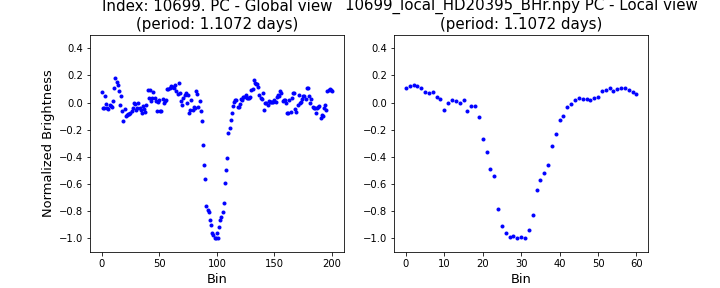 Index: 10699. PC - Global view
(period: 1.1072 days)
10699_local_HD20395_BHr.npy PC - Local view
(period: 1.1072 days)
Normalized Brightness
0.4
0.2
0.0
−0.2
−0.4
−0.6
−0.8
−1.0
0 50 100 150 200
Bin
0.4
0.2
0.0
−0.2
−0.4
−0.6
−0.8
−1.0
0 10 20 30 40 50 60
Bin